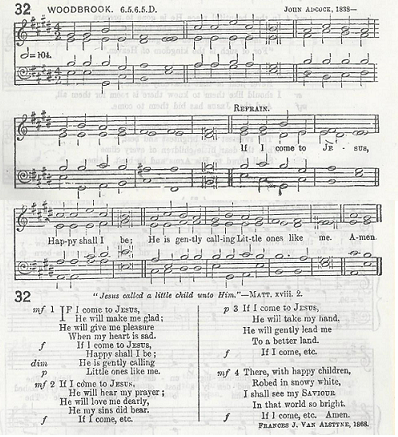 32 WOODBROOK. 6.5.6.5.D. JOHN ADCOCK, 1838—
=104.
REFRAIN.
If I come to JE - SUS,
Hap-py shall I be; He is gen-tly call-ing Lit-tle ones like me. A-men
32 "Jesus called a little child unto Him."—MATT. xviii. 2.
mf 1 IF I come to JESUS,
He will make me glad;
He will give me pleasure
When my heart is sad.
f If I come to JESUS,
Happy shall I be;
dim He is gently calling
p Little ones like me.
mf 2 If I come to JESUS,
He will hear my prayer;
He will love me dearly,
He my sins did bear.
f If I come, etc.
p 3 If I come to JESUS,
He will take my hand,
He will gently lead me
To a better land.
f If I come, etc.
mf 4 There, with happy children,
Robed in snowy white,
I shall see my SAVIOUR
In that world so bright.
f If I come, etc. Amen.
FRANCES J. VAN ALSTYNE, 1868.